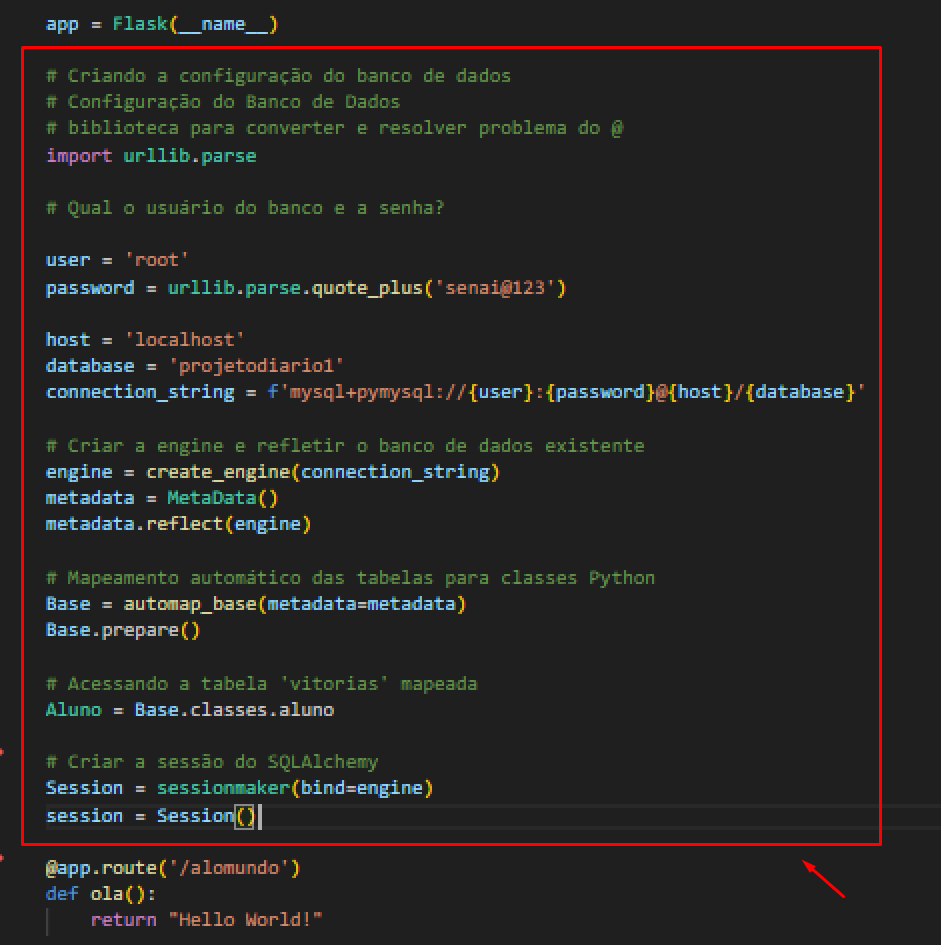 app = Flask(__name__)
# Criando a configuração do banco de dados
# Configuração do Banco de Dados
# biblioteca para converter e resolver problema do @
import urllib.parse
# Qual o usuário do banco e a senha?
user = 'root'
password = urllib.parse.quote_plus('senai@123')
host = 'localhost'
database = 'projetodiario1'
connection_string = f'mysql+pymysql://{user}:{password}@{host}/{database}'
# Criar a engine e refletir o banco de dados existente
engine = create_engine(connection_string)
metadata = MetaData()
metadata.reflect(engine)
# Mapeamento automático das tabelas para classes Python
Base = automap_base(metadata=metadata)
Base.prepare()
# Acessando a tabela 'vitorias' mapeada
Aluno = Base.classes.aluno
# Criar a sessão do SQLAlchemy
Session = sessionmaker(bind=engine)
session = Session()
@app.route('/alomundo')
def ola():
    return "Hello World!"